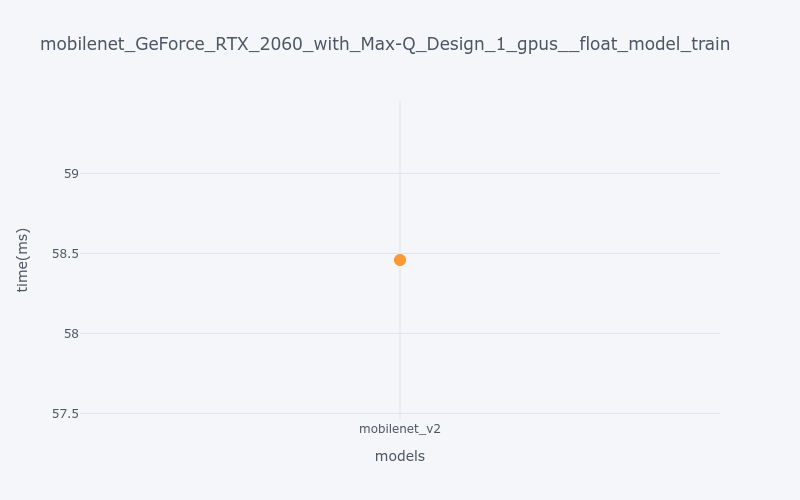 mobilenet_GeForce_RTX_2060_with_Max-Q_Design_1_gpus__float_model_train
59
58.5
58
57.5
time(ms)
mobilenet_v2
models